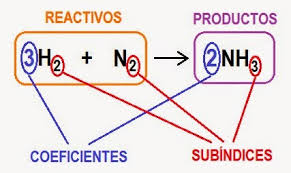 REACTIVOS PRODUCTOS
3H₂ + N₂ → 2NH₃
COEFICIENTES SUBÍNDICES